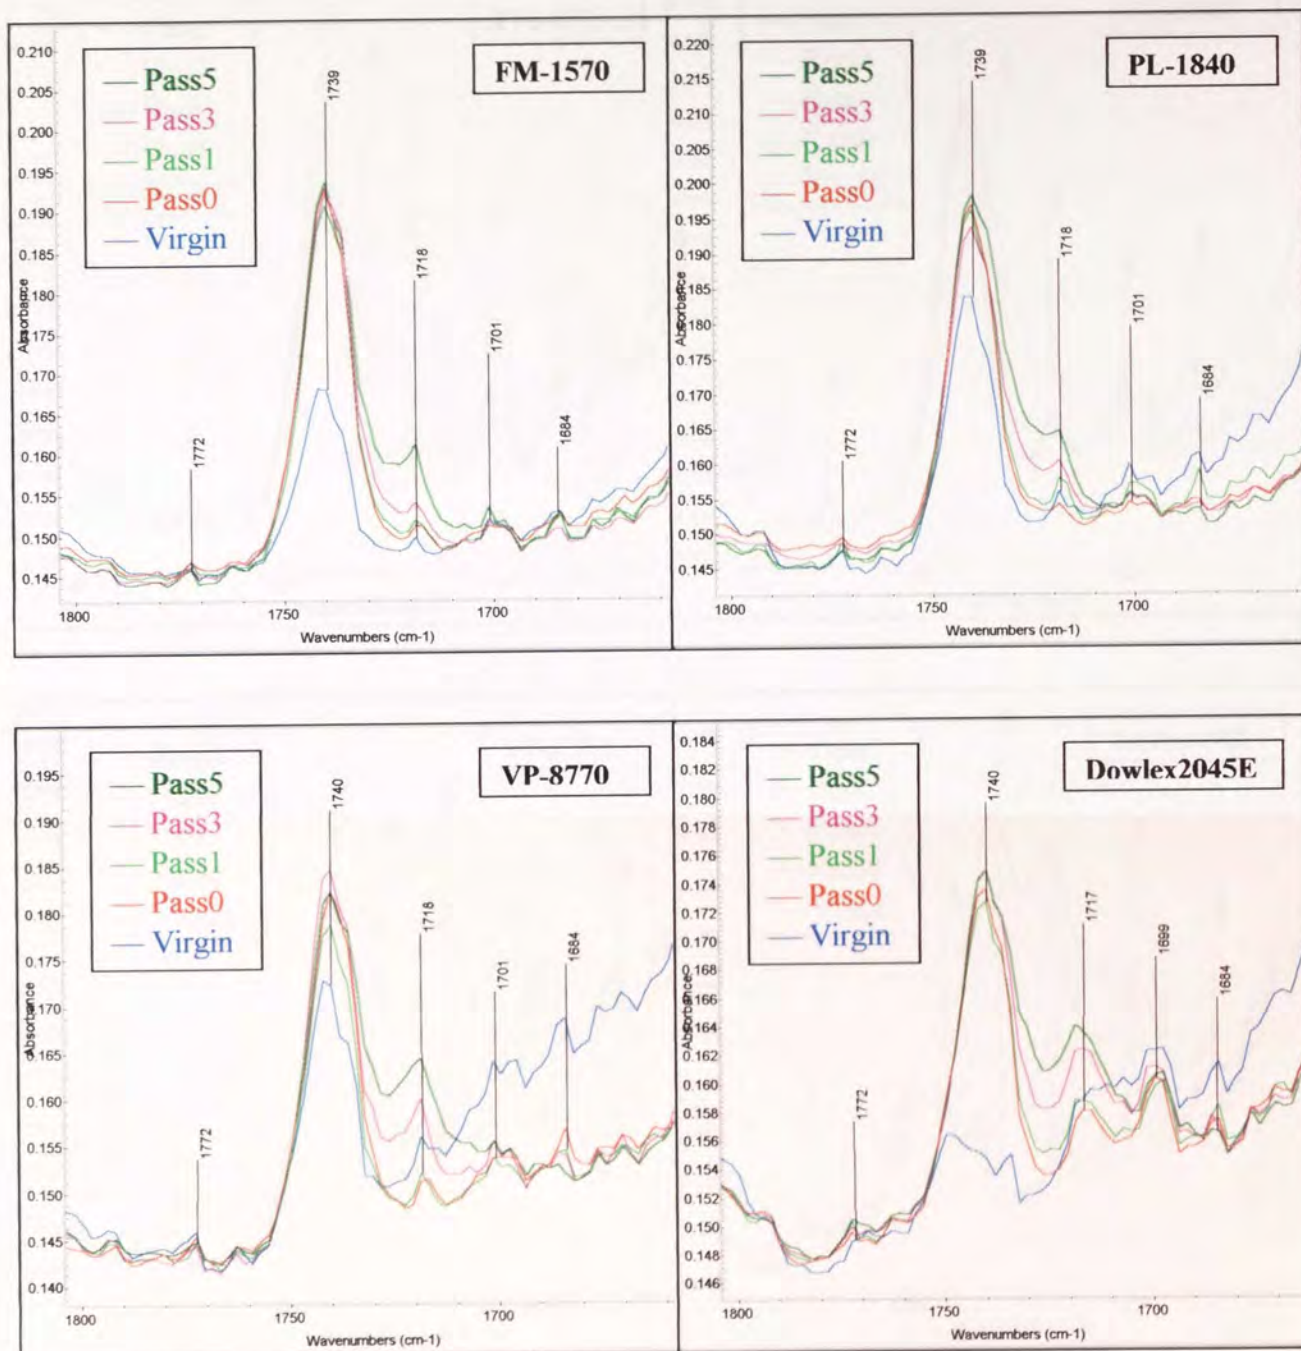 FM-1570
Pass5
Pass3
Pass1
Pass0
Virgin
0.210
0.205
0.200
0.195
0.190
0.185
0.180
0.175
0.170
0.165
0.160
0.155
0.150
0.145
Absorbance
1772
1739
1718
1701
1684
1800
1750
1700
Wavenumbers (cm-1)
PL-1840
Pass5
Pass3
Pass1
Pass0
Virgin
0.220
0.215
0.210
0.205
0.200
0.195
0.190
0.185
0.180
0.175
0.170
0.165
0.160
0.155
0.150
0.145
Absorbance
1772
1739
1718
1701
1684
1800
1750
1700
Wavenumbers (cm-1)
VP-8770
Pass5
Pass3
Pass1
Pass0
Virgin
0.195
0.190
0.185
0.180
0.175
0.170
0.165
0.160
0.155
0.150
0.145
0.140
Absorbance
1772
1740
1718
1701
1684
1800
1750
1700
Wavenumbers (cm-1)
Dowlex2045E
Pass5
Pass3
Pass1
Pass0
Virgin
0.184
0.182
0.180
0.178
0.176
0.174
0.172
0.170
0.168
0.166
0.164
0.162
0.160
0.158
0.156
0.154
0.152
0.150
0.148
0.146
Absorbance
1772
1740
1717
1699
1684
1800
1750
1700
Wavenumbers (cm-1)